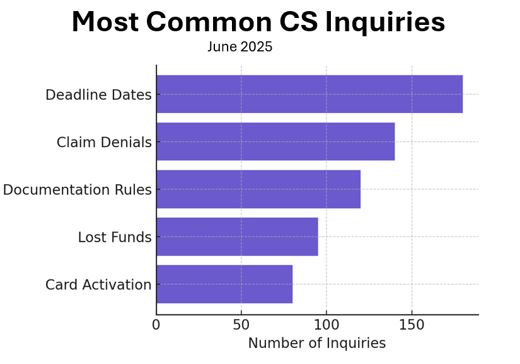 Most Common CS Inquiries
June 2025
Deadline Dates
Claim Denials
Documentation Rules
Lost Funds
Card Activation
0 50 100 150
Number of Inquiries